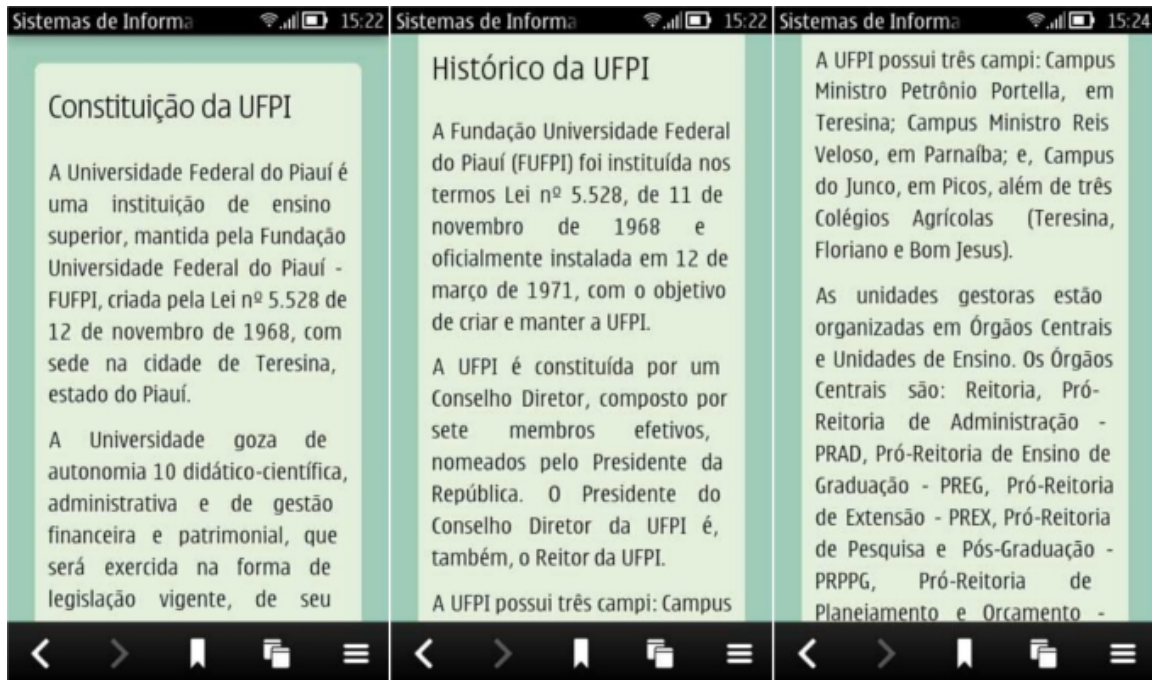 Sistemas de Informa
15:22
Constituição da UFPI
A Universidade Federal do Piauí é
uma instituição de ensino
superior, mantida pela Fundação
Universidade Federal do Piauí -
FUFPI, criada pela Lei nº 5.528 de
12 de novembro de 1968, com
sede na cidade de Teresina,
estado do Piauí.
A Universidade goza de
autonomia 10 didático-científica,
administrativa e de gestão
financeira e patrimonial, que
será exercida na forma de
legislação vigente, de seu
Sistemas de Informa
15:22
Histórico da UFPI
A Fundação Universidade Federal
do Piauí (FUFPI) foi instituída nos
termos Lei nº 5.528, de 11 de
novembro de 1968 e
oficialmente instalada em 12 de
março de 1971, com o objetivo
de criar e manter a UFPI.
A UFPI é constituída por um
Conselho Diretor, composto por
sete membros efetivos,
nomeados pelo Presidente da
República. O Presidente do
Conselho Diretor da UFPI é,
também, o Reitor da UFPI.
A UFPI possui três campi: Campus
Sistemas de Informa
15:24
A UFPI possui três campi: Campus
Ministro Petrônio Portella, em
Teresina; Campus Ministro Reis
Veloso, em Parnaíba; e, Campus
do Junco, em Picos, além de três
Colégios Agrícolas (Teresina,
Floriano e Bom Jesus).
As unidades gestoras estão
organizadas em Órgãos Centrais
e Unidades de Ensino. Os Órgãos
Centrais são: Reitoria, Pró-
Reitoria de Administração -
PRAD, Pró-Reitoria de Ensino de
Graduação - PREG, Pró-Reitoria
de Extensão - PREX, Pró-Reitoria
de Pesquisa e Pós-Graduação -
PRPPG, Pró-Reitoria de
Planejamento e Orçamento -